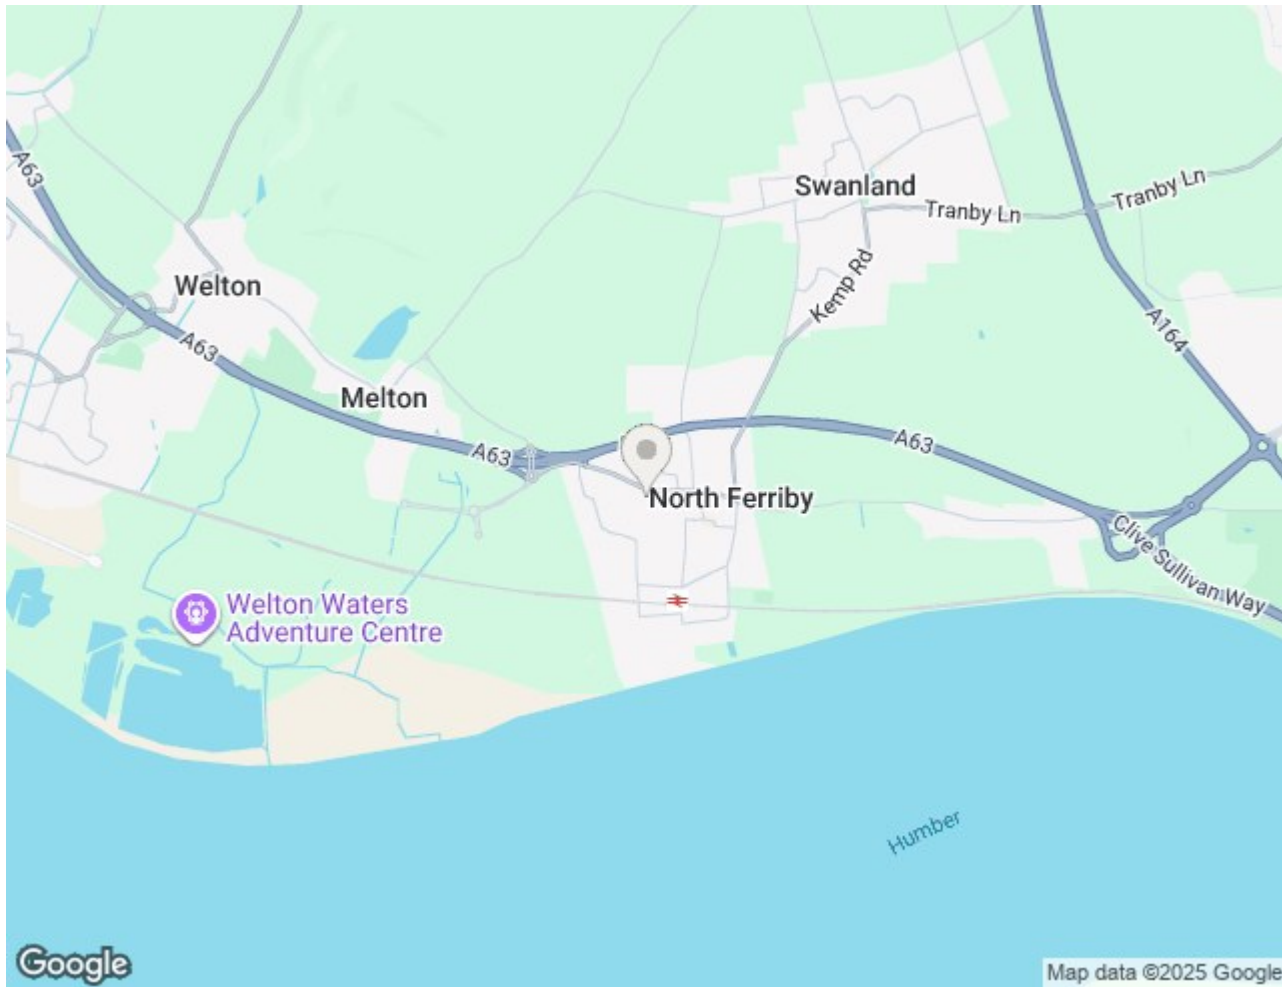 A63
Swanland
Tranby Ln
Tranby Ln
Welton
Kemp Rd
A63
A164
Melton
A63
A63
North Ferriby
Clive Sullivan Way
Welton Waters
Adventure Centre
Humber
Google
Map data ©2025 Google